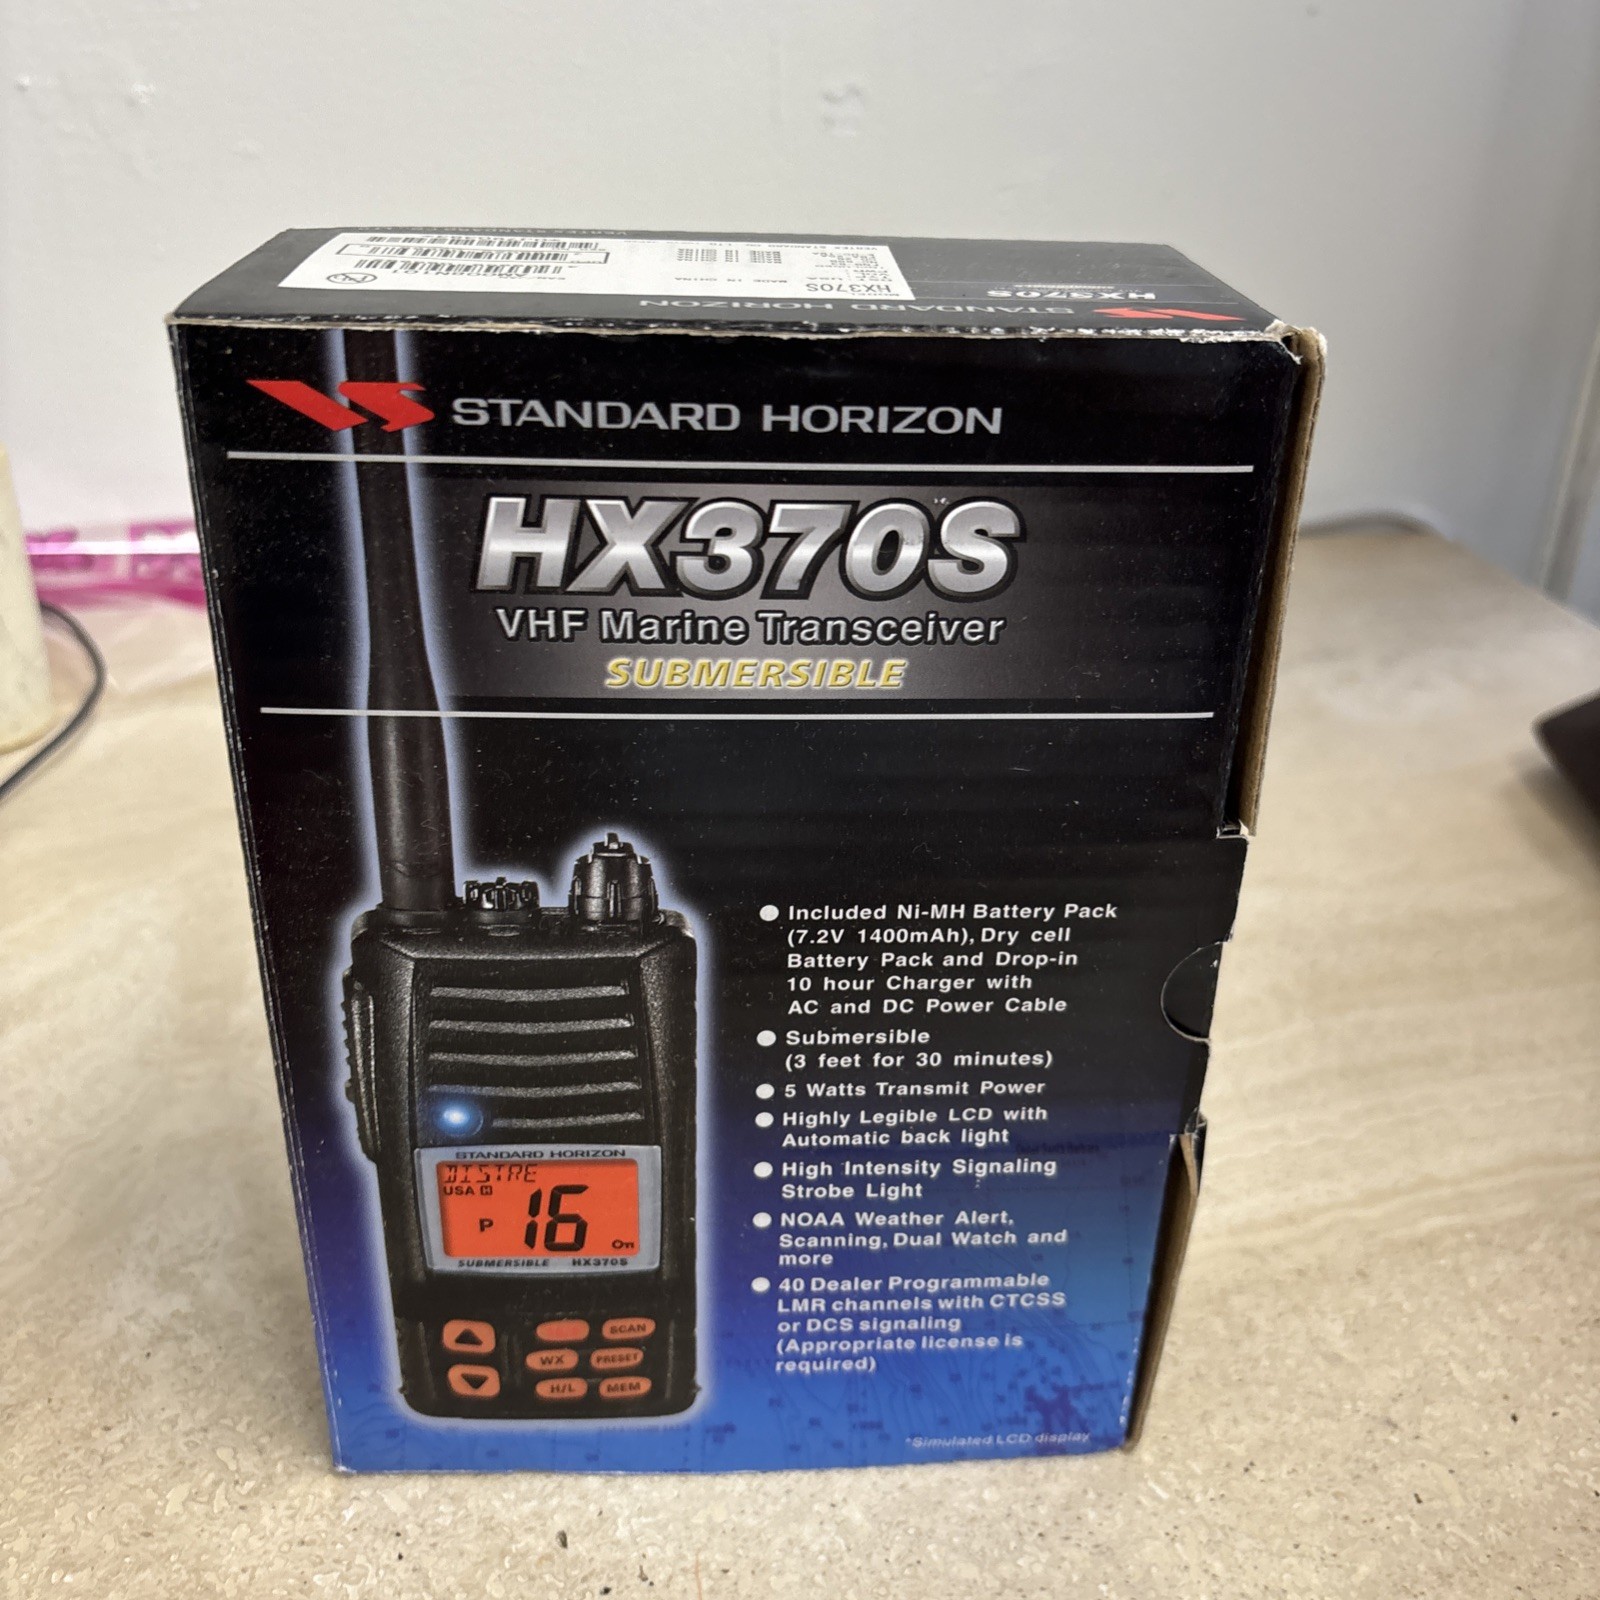 HX370S
MADE IN CHINA
STANDARD HORIZON
HX370S
STANDARD HORIZON
HX370S
VHF Marine Transceiver
SUBMERSIBLE
● Included Ni-MH Battery Pack
(7.2V 1400mAh), Dry cell
Battery Pack and Drop-in
10 hour Charger with
AC and DC Power Cable
● Submersible
(3 feet for 30 minutes)
● 5 Watts Transmit Power
● Highly Legible LCD with
Automatic back light
● High Intensity Signaling
Strobe Light
● NOAA Weather Alert,
Scanning, Dual Watch and
more
● 40 Dealer Programmable
LMR channels with CTCSS
or DCS signaling
(Appropriate license is
required)
*Simulated LCD display
STANDARD HORIZON
DISTRE
USA H
P 16
On
SUBMERSIBLE HX370S
SCAN
WX PRESET
H/L MEM